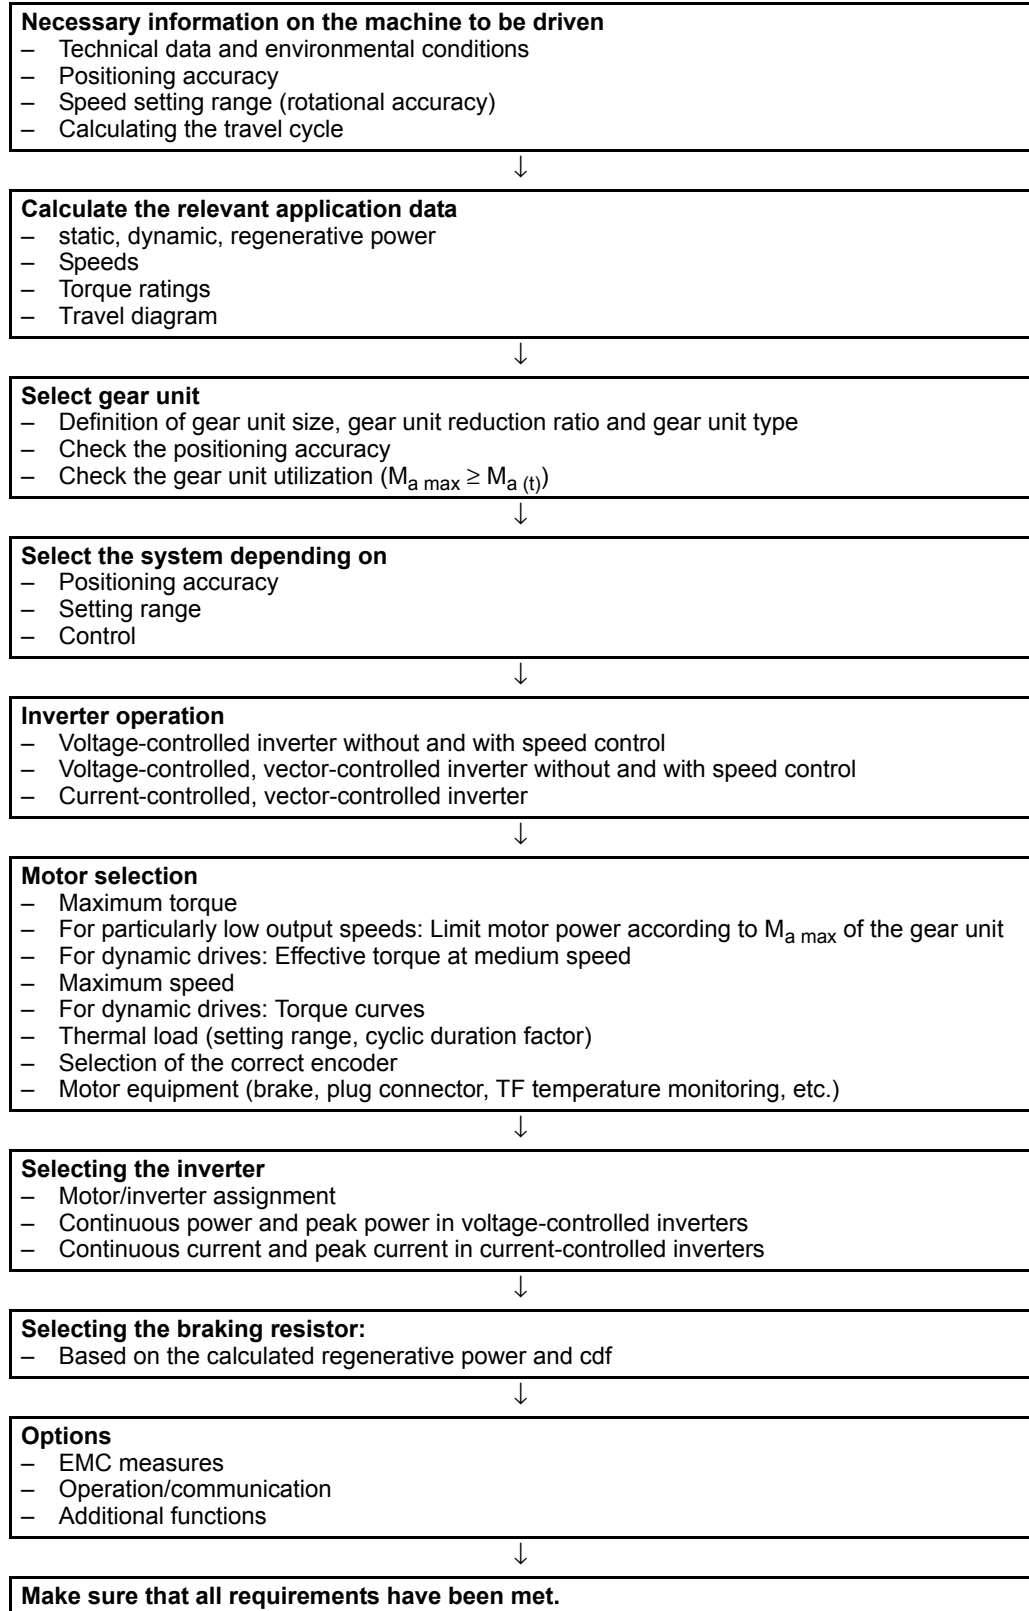 Necessary information on the machine to be driven
– Technical data and environmental conditions
– Positioning accuracy
– Speed setting range (rotational accuracy)
– Calculating the travel cycle
↓
Calculate the relevant application data
– static, dynamic, regenerative power
– Speeds
– Torque ratings
– Travel diagram
↓
Select gear unit
– Definition of gear unit size, gear unit reduction ratio and gear unit type
– Check the positioning accuracy
– Check the gear unit utilization (Ma max ≥ Ma (t))
↓
Select the system depending on
– Positioning accuracy
– Setting range
– Control
↓
Inverter operation
– Voltage-controlled inverter without and with speed control
– Voltage-controlled, vector-controlled inverter without and with speed control
– Current-controlled, vector-controlled inverter
↓
Motor selection
– Maximum torque
– For particularly low output speeds: Limit motor power according to Ma max of the gear unit
– For dynamic drives: Effective torque at medium speed
– Maximum speed
– For dynamic drives: Torque curves
– Thermal load (setting range, cyclic duration factor)
– Selection of the correct encoder
– Motor equipment (brake, plug connector, TF temperature monitoring, etc.)
↓
Selecting the inverter
– Motor/inverter assignment
– Continuous power and peak power in voltage-controlled inverters
– Continuous current and peak current in current-controlled inverters
↓
Selecting the braking resistor:
– Based on the calculated regenerative power and cdf
↓
Options
– EMC measures
– Operation/communication
– Additional functions
↓
Make sure that all requirements have been met.